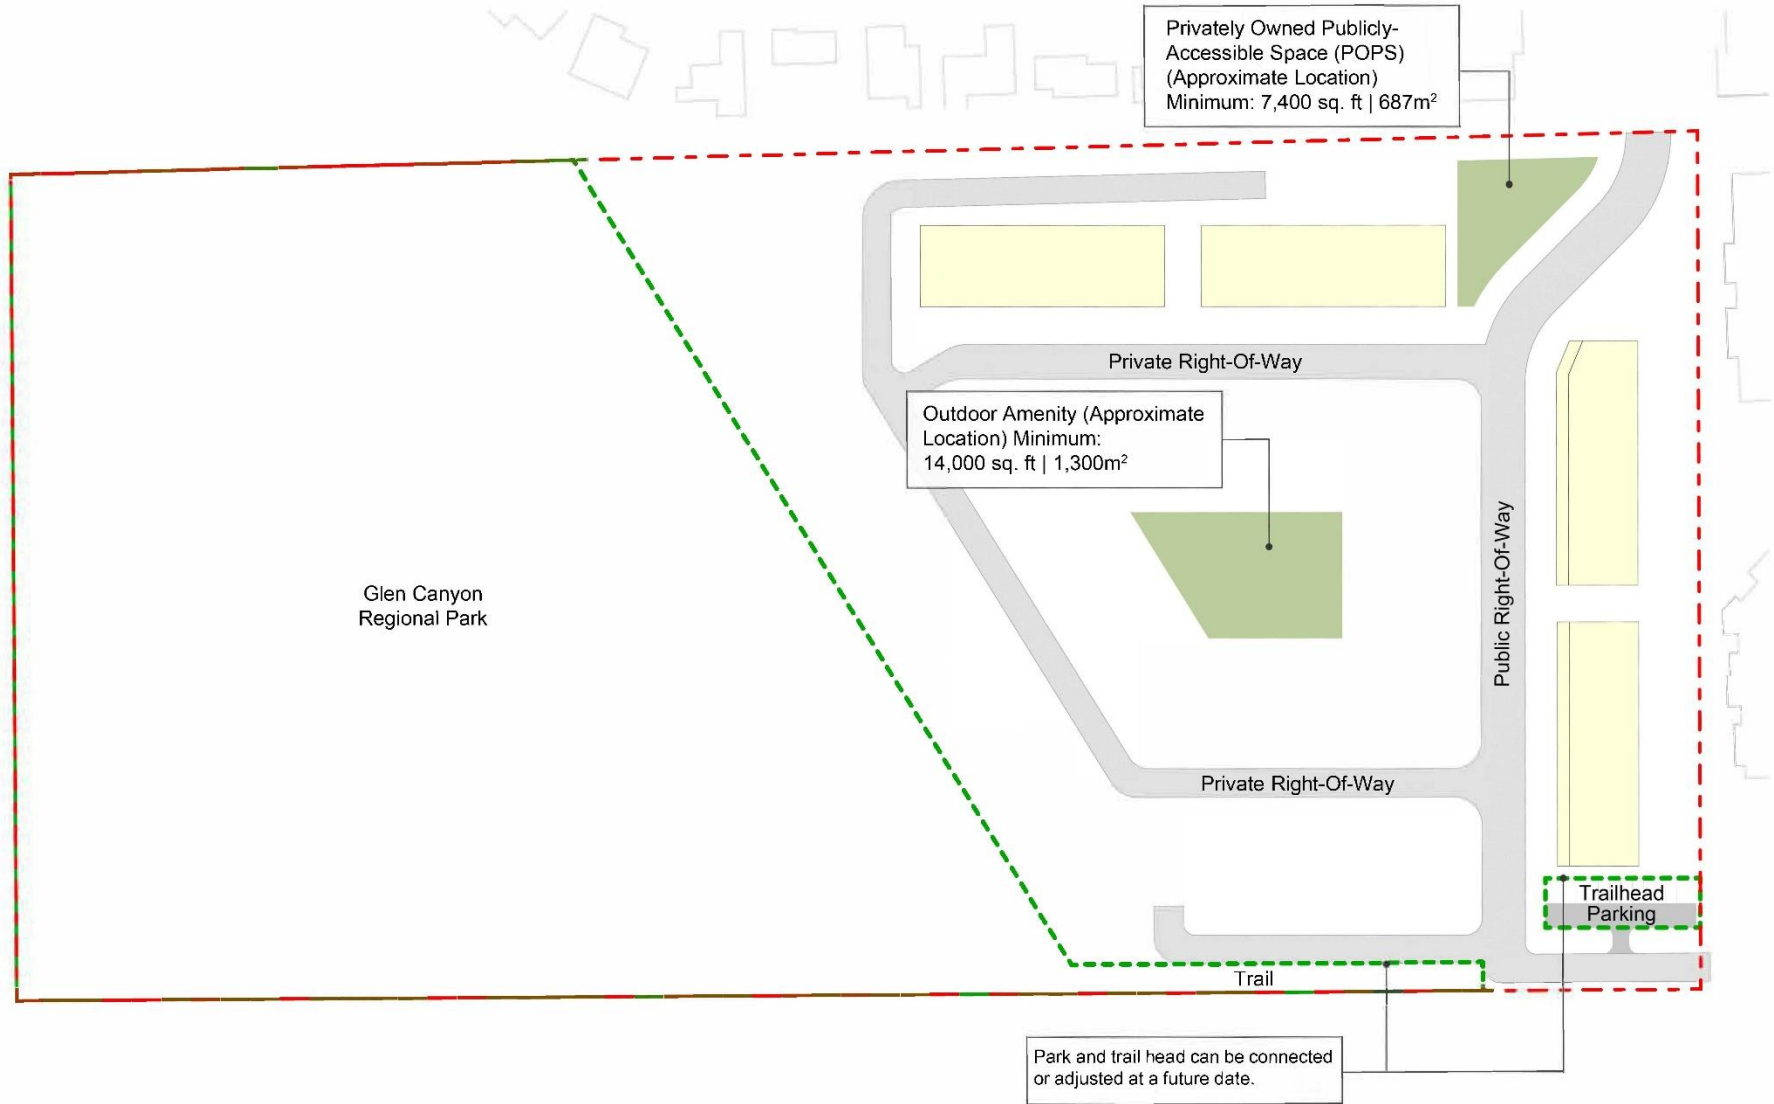 Privately Owned Publicly-
Accessible Space (POPS)
(Approximate Location)
Minimum: 7,400 sq. ft | 687m²
Private Right-Of-Way
Outdoor Amenity (Approximate
Location) Minimum:
14,000 sq. ft | 1,300m²
Glen Canyon
Regional Park
Public Right-Of-Way
Private Right-Of-Way
Trailhead
Parking
Trail
Park and trail head can be connected
or adjusted at a future date.